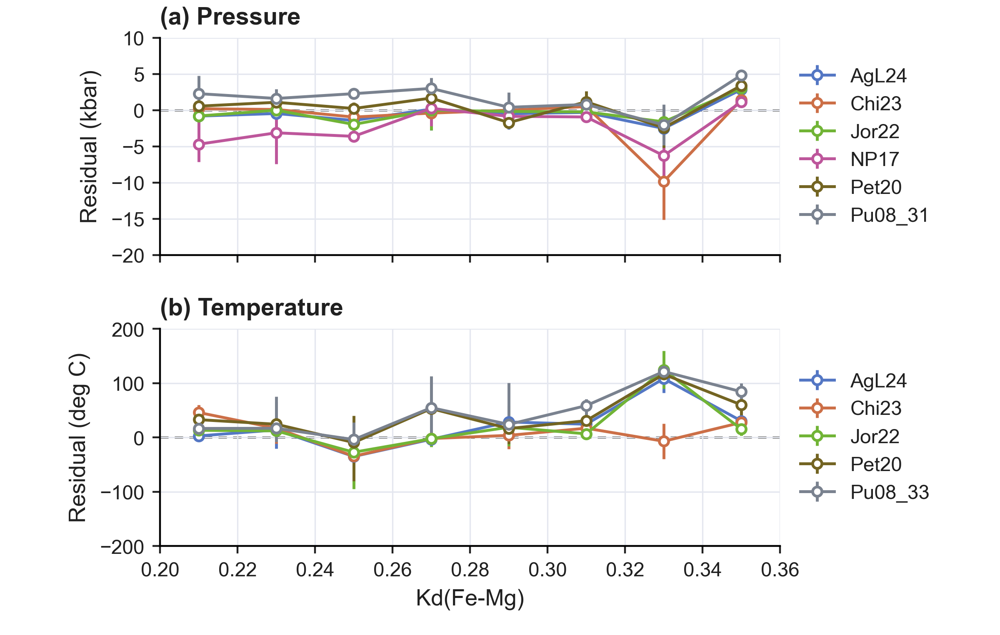 (a) Pressure
10
5
0
−5
−10
−15
−20
Residual (kbar)
AgL24
Chi23
Jor22
NP17
Pet20
Pu08_31
(b) Temperature
200
100
0
−100
−200
Residual (deg C)
AgL24
Chi23
Jor22
Pet20
Pu08_33
0.20 0.22 0.24 0.26 0.28 0.30 0.32 0.34 0.36
Kd(Fe-Mg)